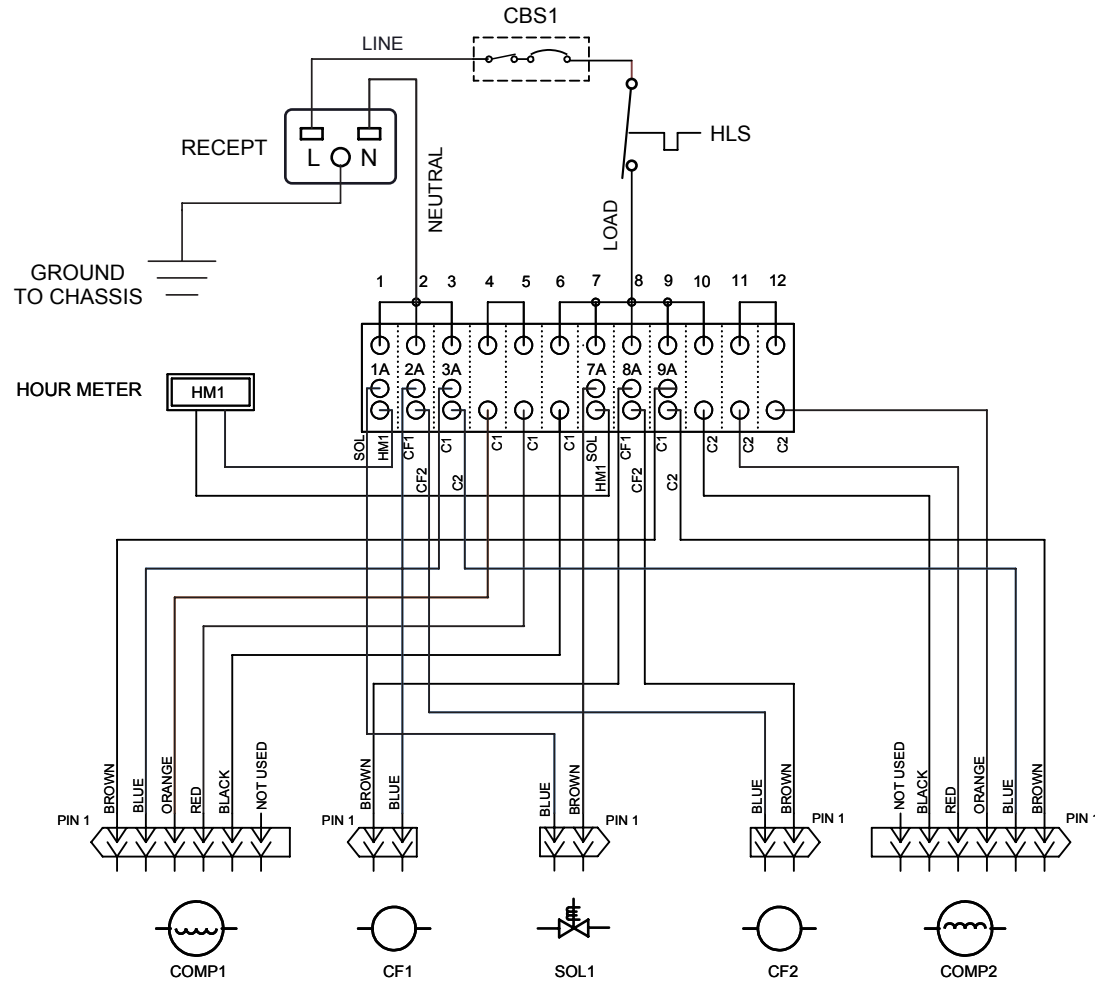 CBS1
LINE
RECEPT
L N
HLS
NEUTRAL
LOAD
GROUND
TO CHASSIS
1 2 3 4 5 6 7 8 9 10 11 12
1A 2A 3A 7A 8A 9A
HOUR METER
HM1
SOL HM1 CF1 CF2 C1 C2 C1 C1 C1 SOL HM1 CF1 CF2 C1 C2 C2 C2 C2
BROWN BLUE ORANGE RED BLACK NOT USED
BROWN BLUE
BLUE BROWN
BLUE BROWN
NOT USED BLACK RED ORANGE BLUE BROWN
PIN 1 PIN 1 PIN 1 PIN 1 PIN 1
COMP1 CF1 SOL1 CF2 COMP2